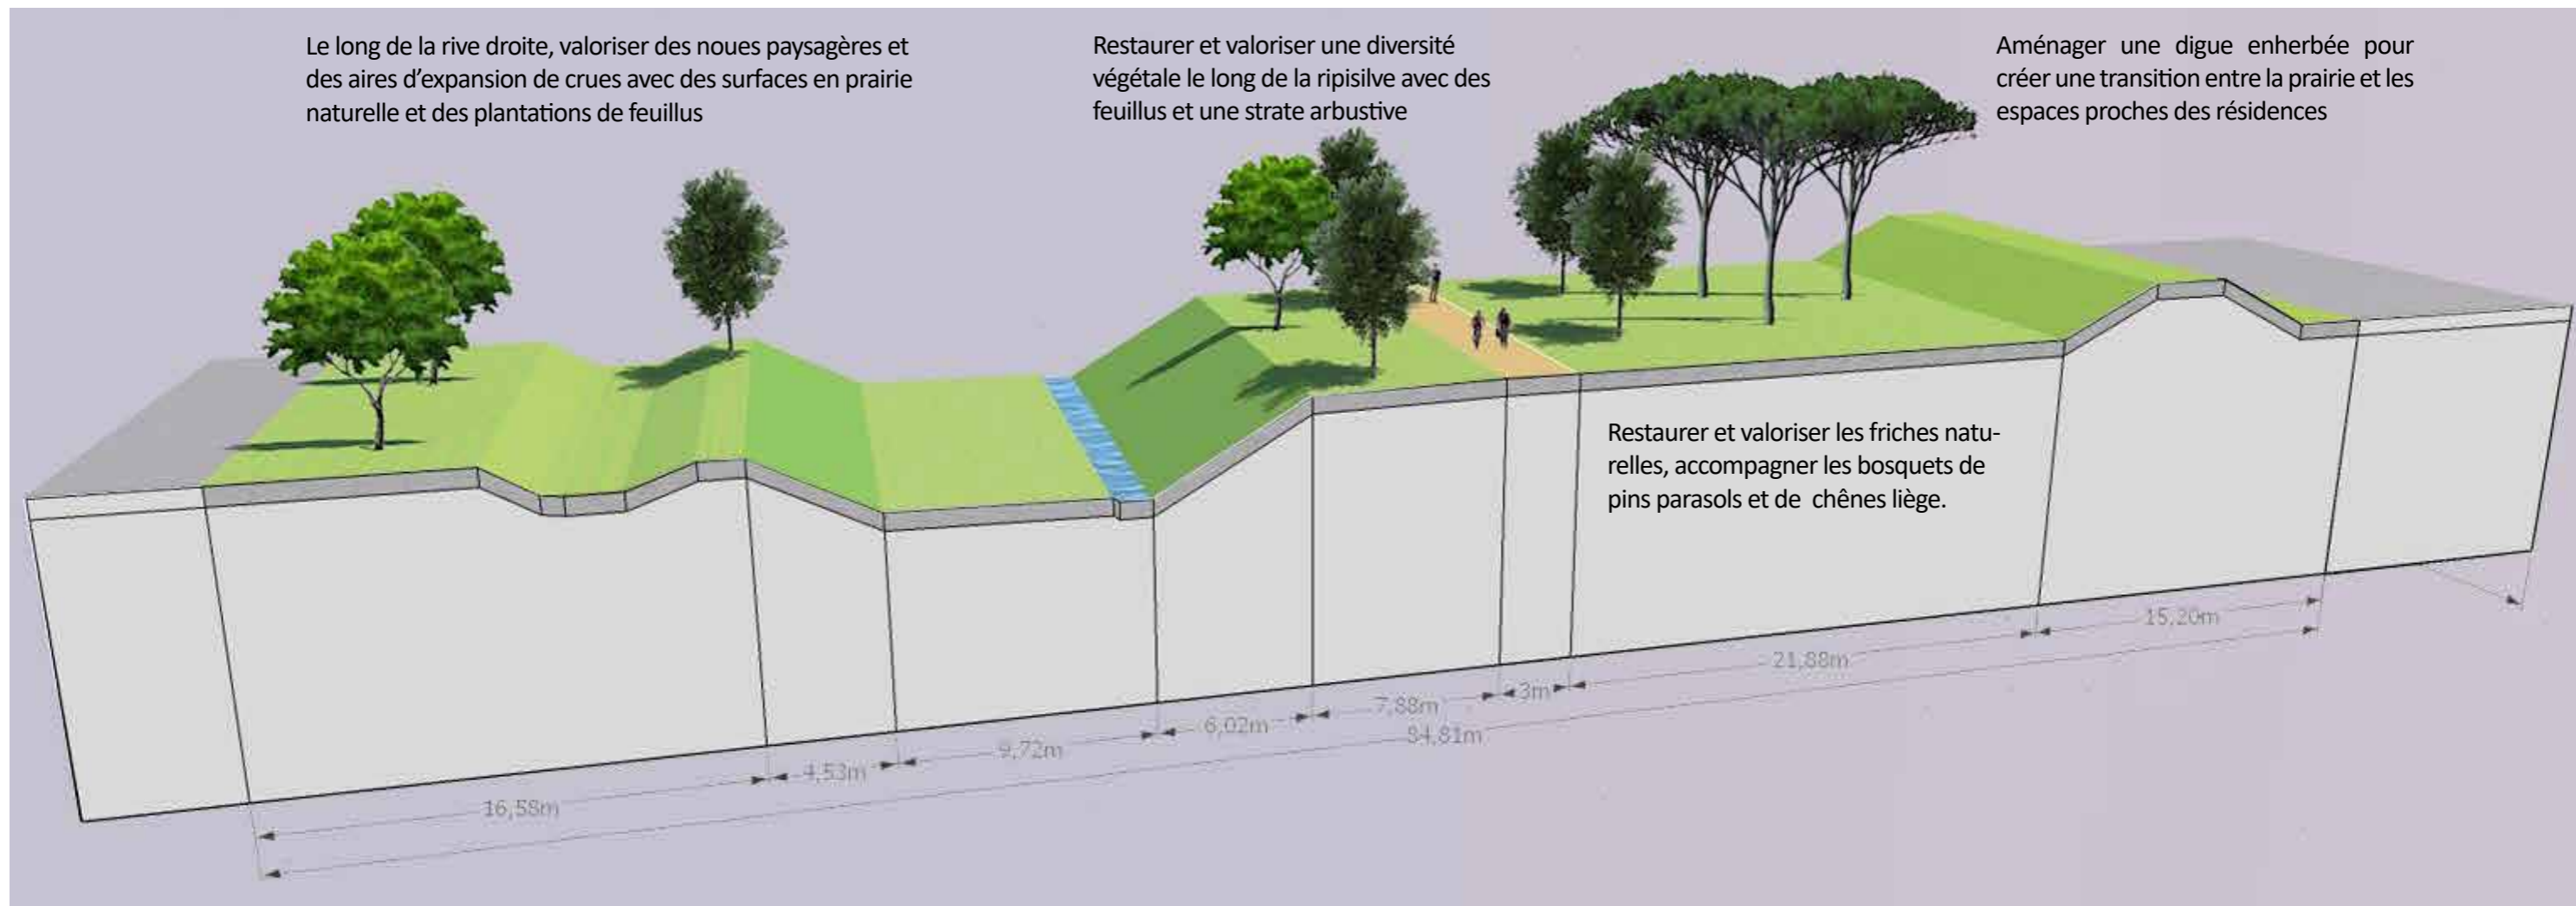 Le long de la rive droite, valoriser des noues paysagères et
des aires d'expansion de crues avec des surfaces en prairie
naturelle et des plantations de feuillus
Restaurer et valoriser une diversité
végétale le long de la ripisilve avec des
feuillus et une strate arbustive
Aménager une digue enherbée pour
créer une transition entre la prairie et les
espaces proches des résidences
Restaurer et valoriser les friches natu-
relles, accompagner les bosquets de
pins parasols et de chênes liège.
16,58m
4,53m
9,72m
6,02m
7,88m
3m
21,88m
15,20m
84,81m